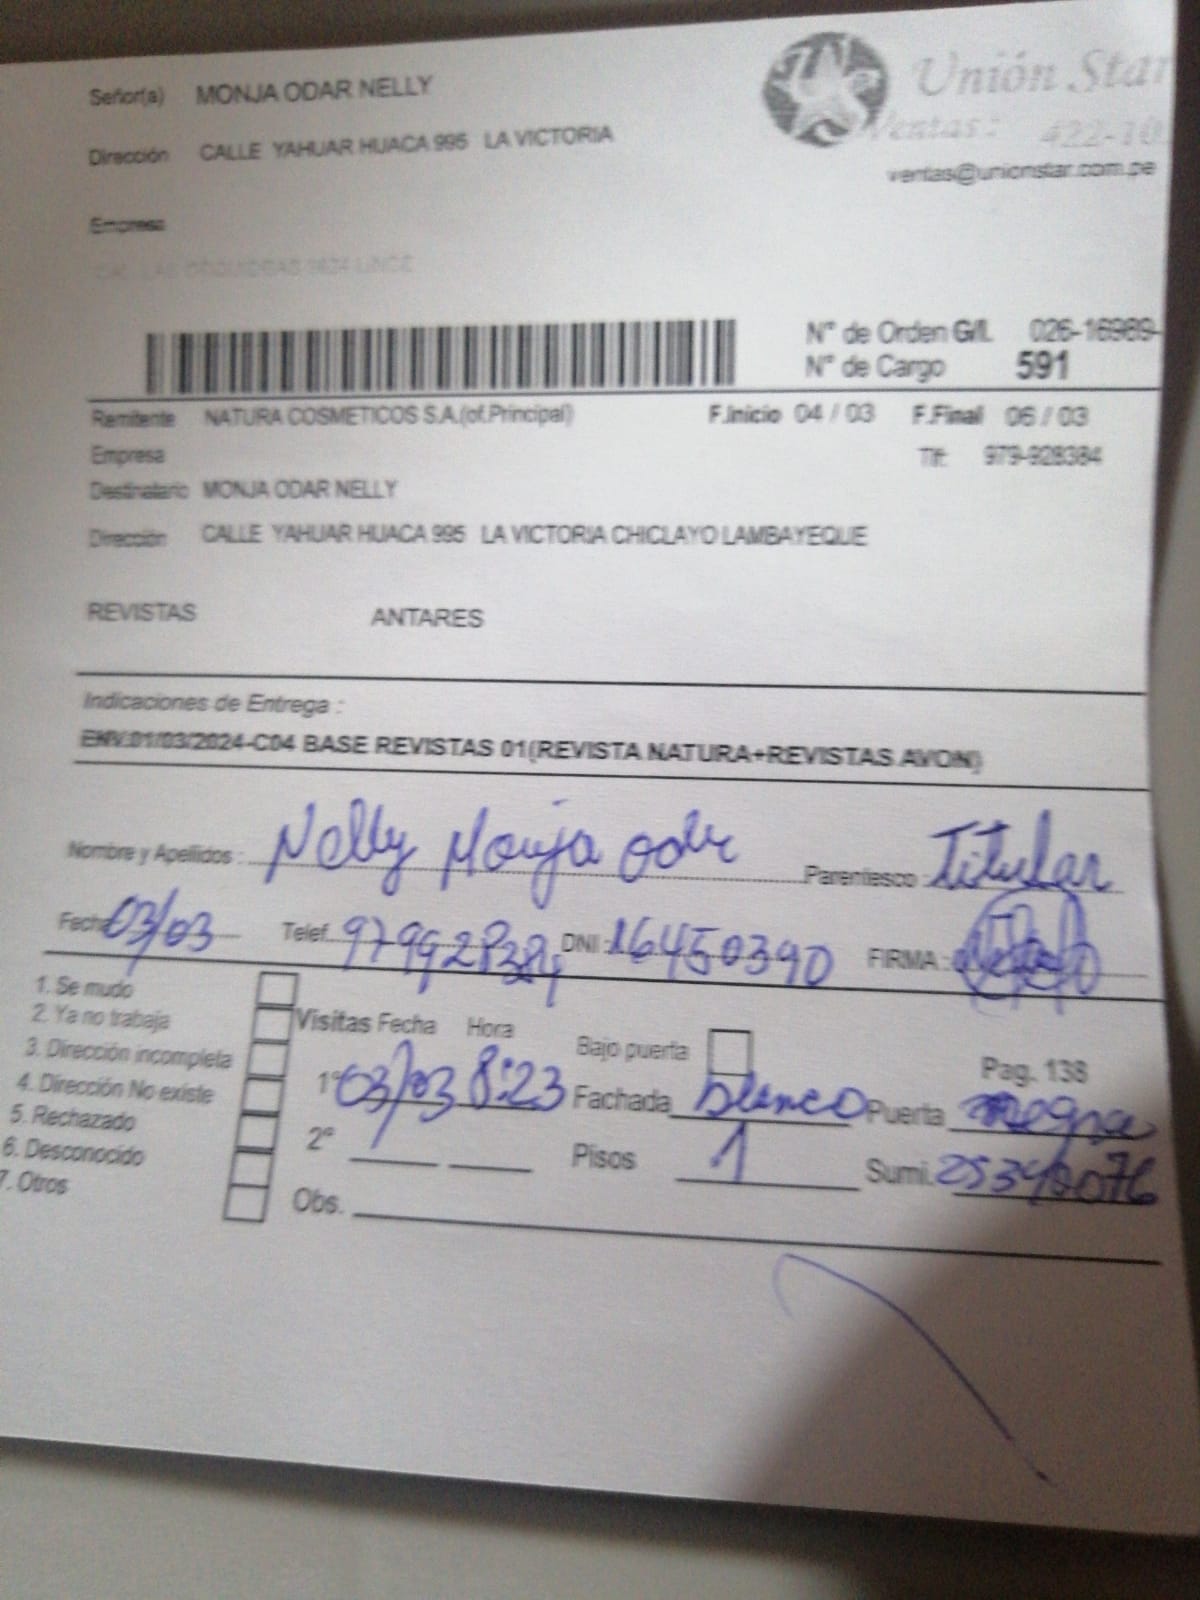 Señor(a) MONJA ODAR NELLY
Unión Star
Dirección CALLE YAHUAR HUACA 995 LA VICTORIA
Ventas: 422-10
ventas@unionstar.com.pe
Empresa
N° de Orden G/L 026-16989-
N° de Cargo 591
Remitente NATURA COSMETICOS S.A.(of.Principal) F.Inicio 04 / 03 F.Final 06 / 03
Empresa Tlf: 979-928384
Destinatario MONJA ODAR NELLY
Dirección CALLE YAHUAR HUACA 995 LA VICTORIA CHICLAYO LAMBAYEQUE
REVISTAS ANTARES
Indicaciones de Entrega :
ENV.01/03/2024-C04 BASE REVISTAS 01(REVISTA NATURA+REVISTAS AVON)
Nombre y Apellidos : Nelly Monja odar Parentesco Titular
Fecha 03/03 Telef. 979928384 DNI : 16450390 FIRMA :
1. Se mudo
2. Ya no trabaja Visitas Fecha Hora Bajo puerta Pag. 138
3. Dirección incompleta
4. Dirección No existe 1° 03/03 8:23 Fachada blanco Puerta negra
5. Rechazado
6. Desconocido 2° Pisos 1 Sumi. 25340076
7. Otros Obs.